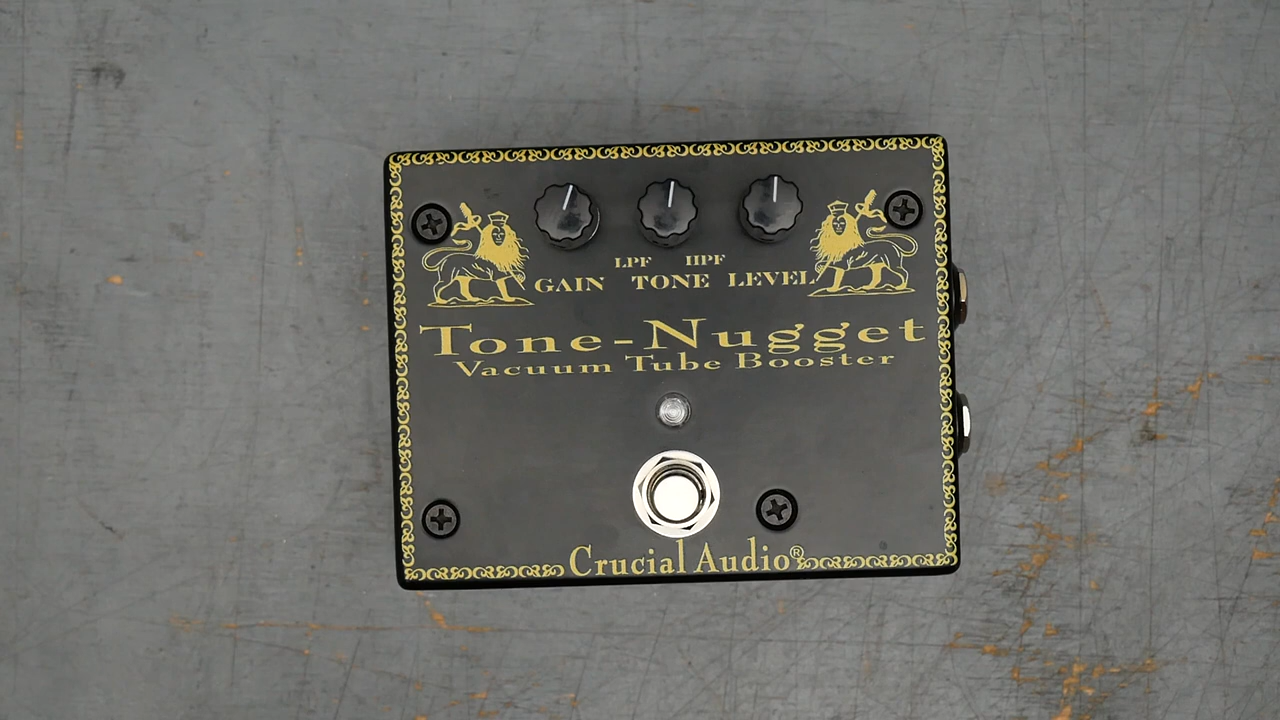 LPF HPF
GAIN TONE LEVEL
Tone-Nugget
Vacuum Tube Booster
Crucial Audio®